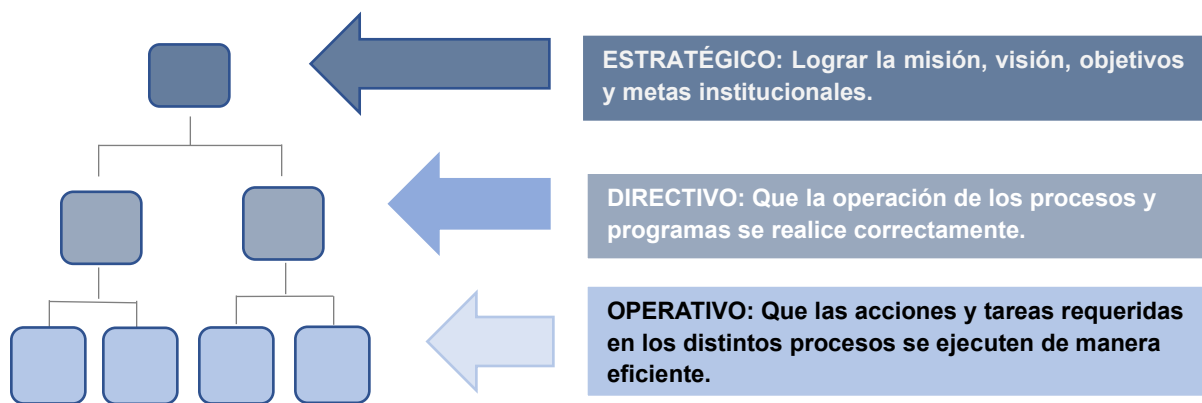 ESTRATÉGICO: Lograr la misión, visión, objetivos
y metas institucionales.
DIRECTIVO: Que la operación de los procesos y
programas se realice correctamente.
OPERATIVO: Que las acciones y tareas requeridas
en los distintos procesos se ejecuten de manera
eficiente.